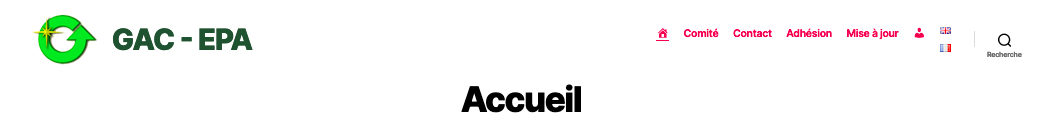 GAC - EPA
Comité Contact Adhésion Mise à jour
Recherche
Accueil